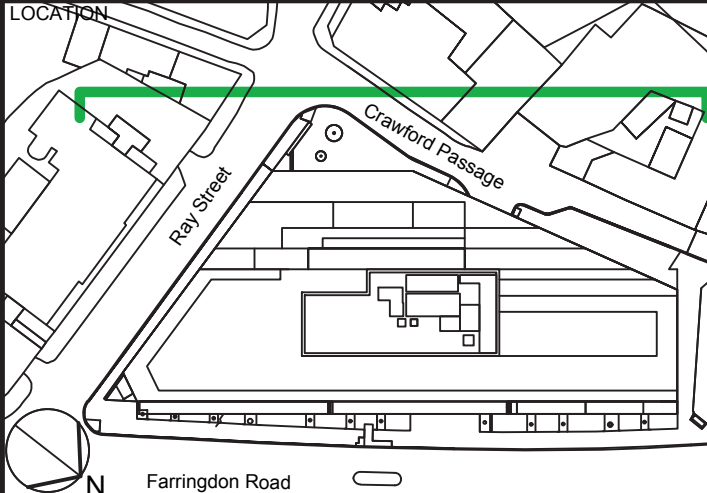 LOCATION
Crawford Passage
Ray Street
N
Farringdon Road